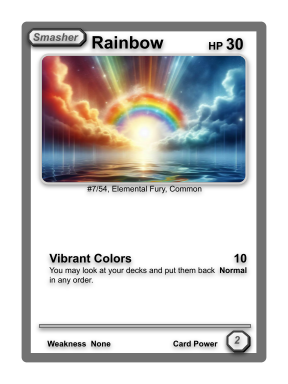 Smasher Rainbow HP 30
#7/54, Elemental Fury, Common
Vibrant Colors 10
You may look at your decks and put them back Normal
in any order.
Weakness None Card Power 2